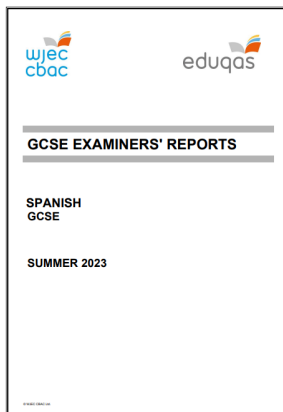 wjec
cbac
eduqas
GCSE EXAMINERS' REPORTS
SPANISH
GCSE
SUMMER 2023